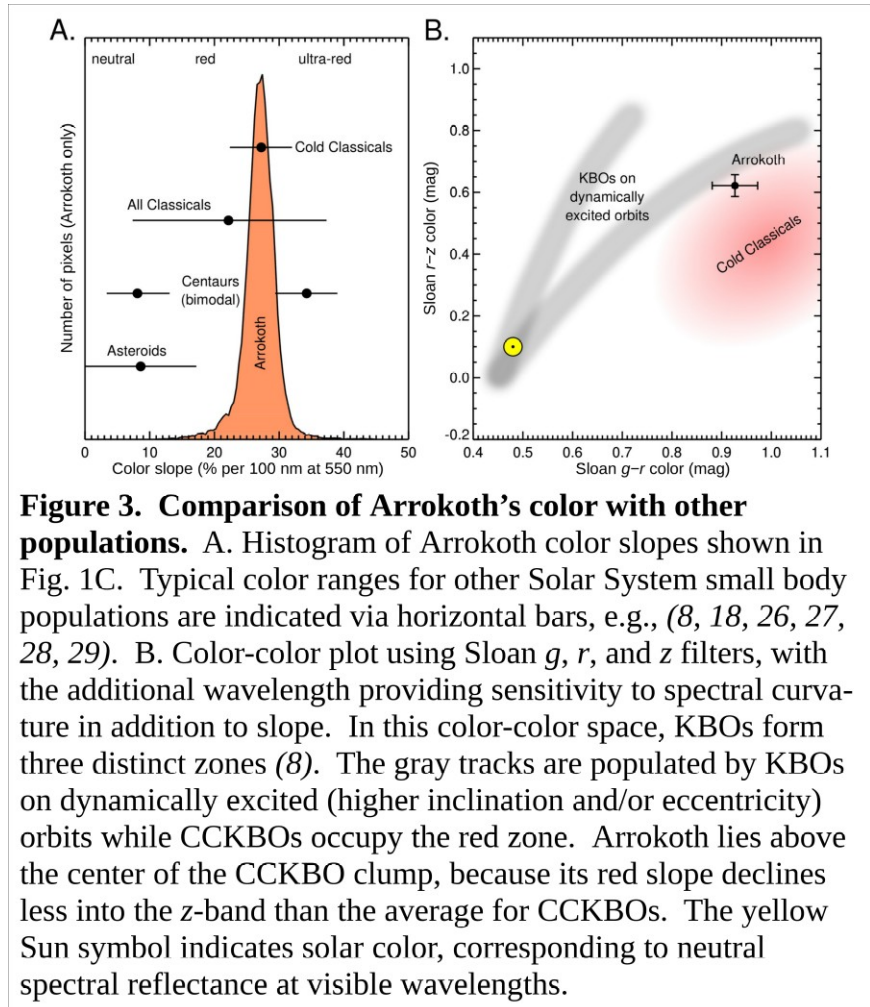 A.
B.
neutral red ultra-red
Cold Classicals
All Classicals
Centaurs
(bimodal)
Asteroids
Arrokoth
Number of pixels (Arrokoth only)
0 10 20 30 40 50
Color slope (% per 100 nm at 550 nm)
1.0
0.8
0.6
0.4
0.2
0.0
-0.2
Sloan r−z color (mag)
KBOs on
dynamically
excited orbits
Arrokoth
Cold Classicals
0.4 0.5 0.6 0.7 0.8 0.9 1.0 1.1
Sloan g−r color (mag)
Figure 3. Comparison of Arrokoth’s color with other
populations. A. Histogram of Arrokoth color slopes shown in
Fig. 1C. Typical color ranges for other Solar System small body
populations are indicated via horizontal bars, e.g., (8, 18, 26, 27,
28, 29). B. Color-color plot using Sloan g, r, and z filters, with
the additional wavelength providing sensitivity to spectral curva-
ture in addition to slope. In this color-color space, KBOs form
three distinct zones (8). The gray tracks are populated by KBOs
on dynamically excited (higher inclination and/or eccentricity)
orbits while CCKBOs occupy the red zone. Arrokoth lies above
the center of the CCKBO clump, because its red slope declines
less into the z-band than the average for CCKBOs. The yellow
Sun symbol indicates solar color, corresponding to neutral
spectral reflectance at visible wavelengths.